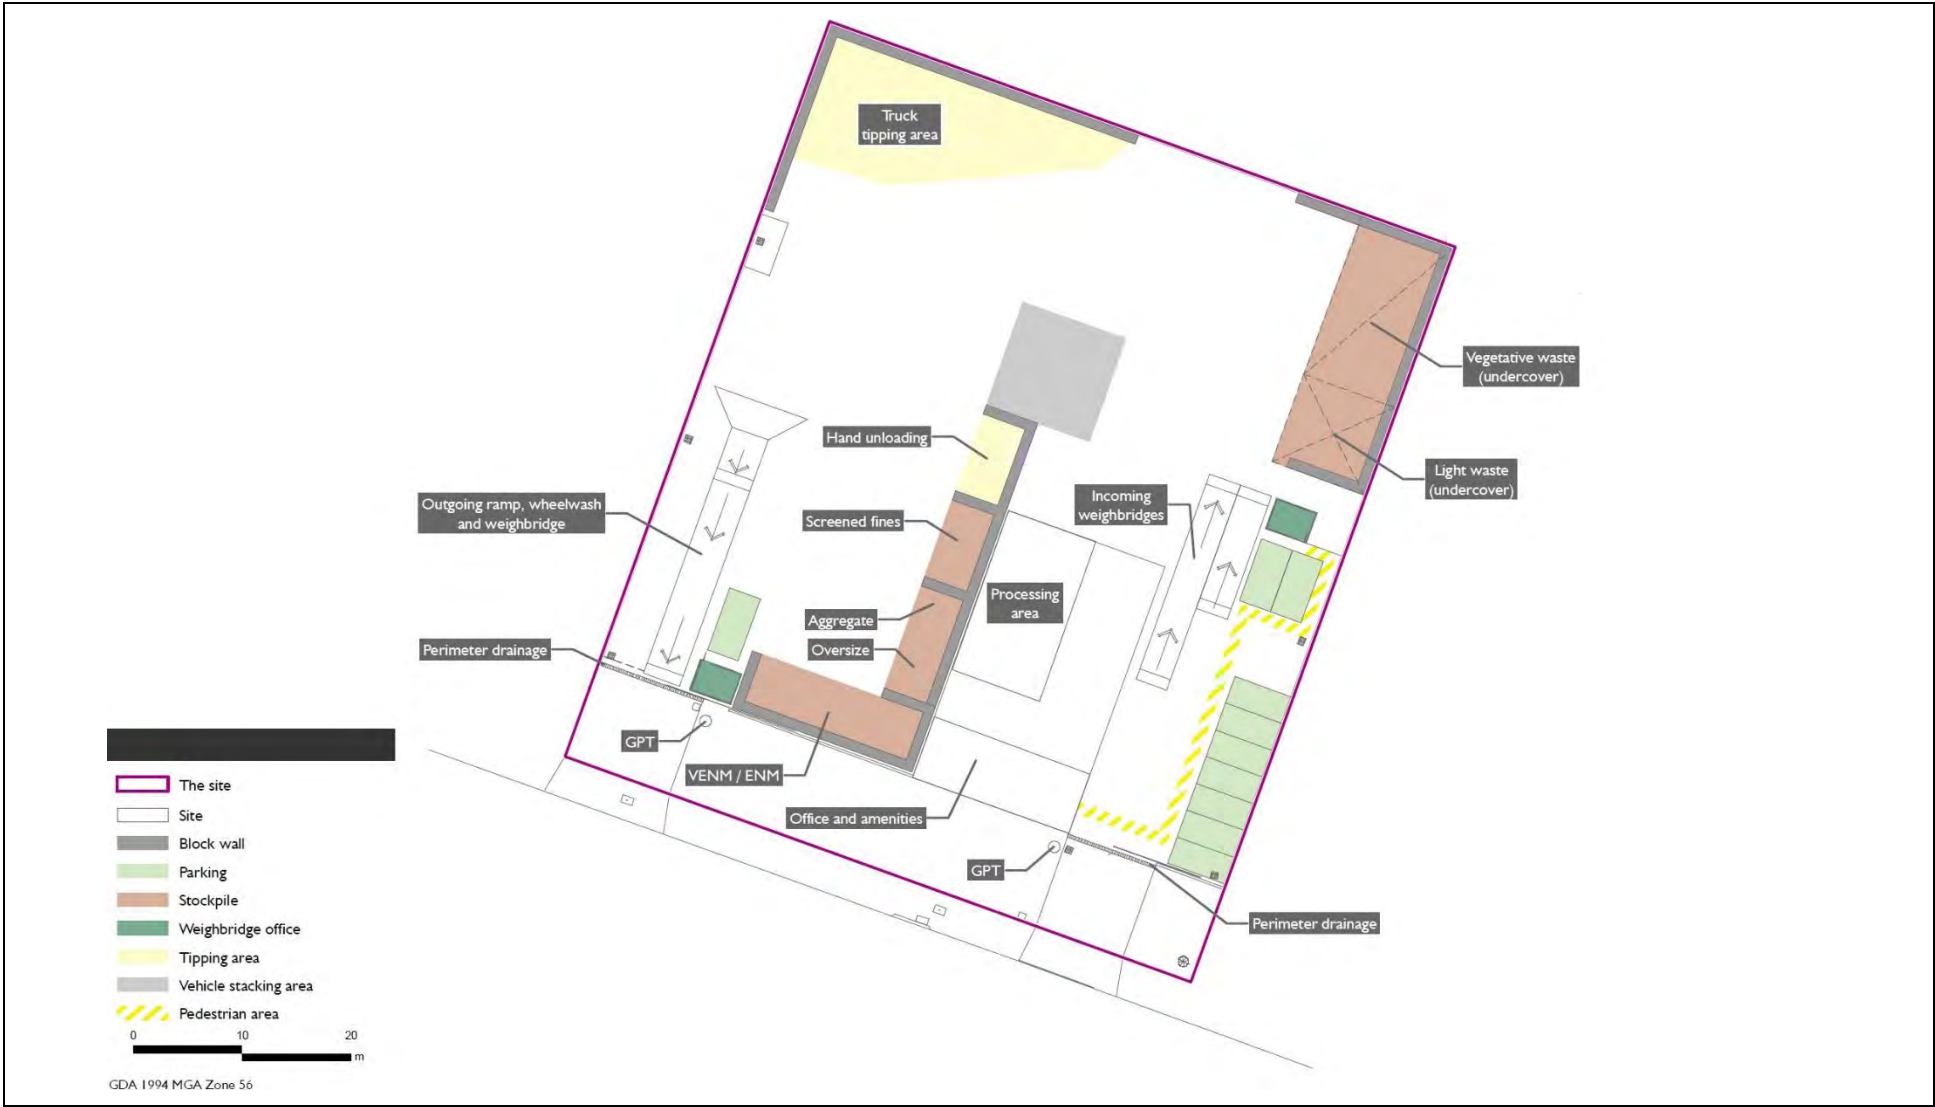 Truck
tipping area
Vegetative waste
(undercover)
Hand unloading
Light waste
(undercover)
Outgoing ramp, wheelwash
and weighbridge
Screened fines
Incoming
weighbridges
Processing
area
Aggregate
Oversize
Perimeter drainage
GPT
VENM / ENM
Office and amenities
GPT
Perimeter drainage
The site
Site
Block wall
Parking
Stockpile
Weighbridge office
Tipping area
Vehicle stacking area
Pedestrian area
0 10 20
m
GDA 1994 MGA Zone 56